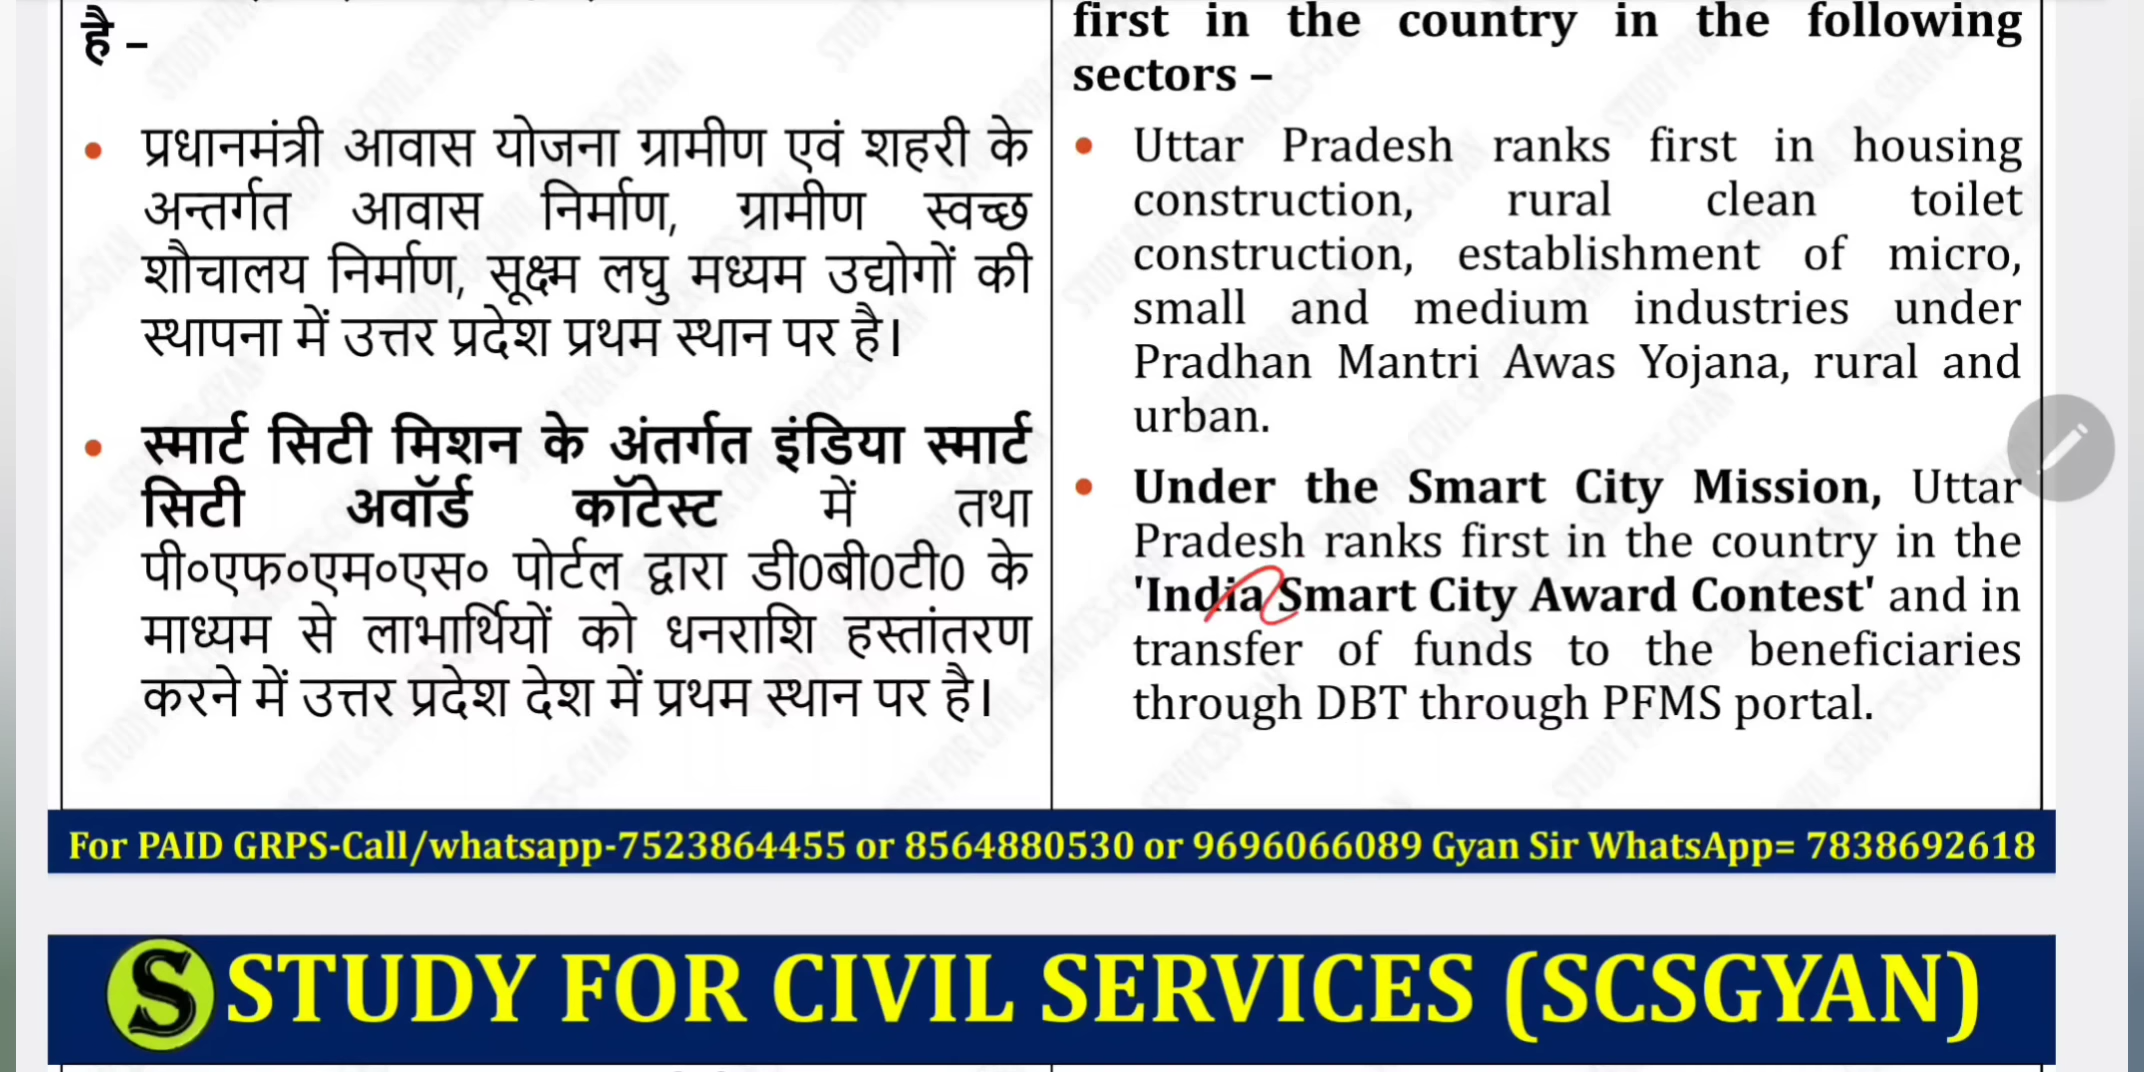 है –
प्रधानमंत्री आवास योजना ग्रामीण एवं शहरी के
अन्तर्गत आवास निर्माण, ग्रामीण स्वच्छ
शौचालय निर्माण, सूक्ष्म लघु मध्यम उद्योगों की
स्थापना में उत्तर प्रदेश प्रथम स्थान पर है।
स्मार्ट सिटी मिशन के अंतर्गत इंडिया स्मार्ट
सिटी अवॉर्ड कॉटेस्ट में तथा
पी०एफ०एम०एस० पोर्टल द्वारा डी0बी0टी0 के
माध्यम से लाभार्थियों को धनराशि हस्तांतरण
करने में उत्तर प्रदेश देश में प्रथम स्थान पर है।
first in the country in the following
sectors –
Uttar Pradesh ranks first in housing
construction, rural clean toilet
construction, establishment of micro,
small and medium industries under
Pradhan Mantri Awas Yojana, rural and
urban.
Under the Smart City Mission, Uttar
Pradesh ranks first in the country in the
'India Smart City Award Contest' and in
transfer of funds to the beneficiaries
through DBT through PFMS portal.
For PAID GRPS-Call/whatsapp-7523864455 or 8564880530 or 9696066089 Gyan Sir WhatsApp= 7838692618
S STUDY FOR CIVIL SERVICES (SCSGYAN)